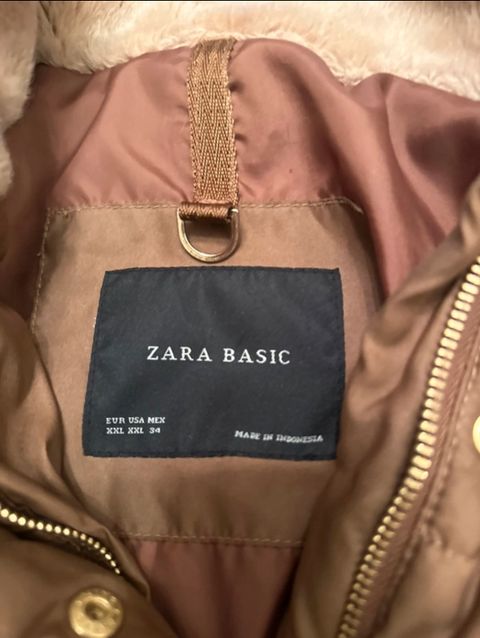 ZARA BASIC
EUR USA MEX
XXL XXL 34
MADE IN INDONESIA